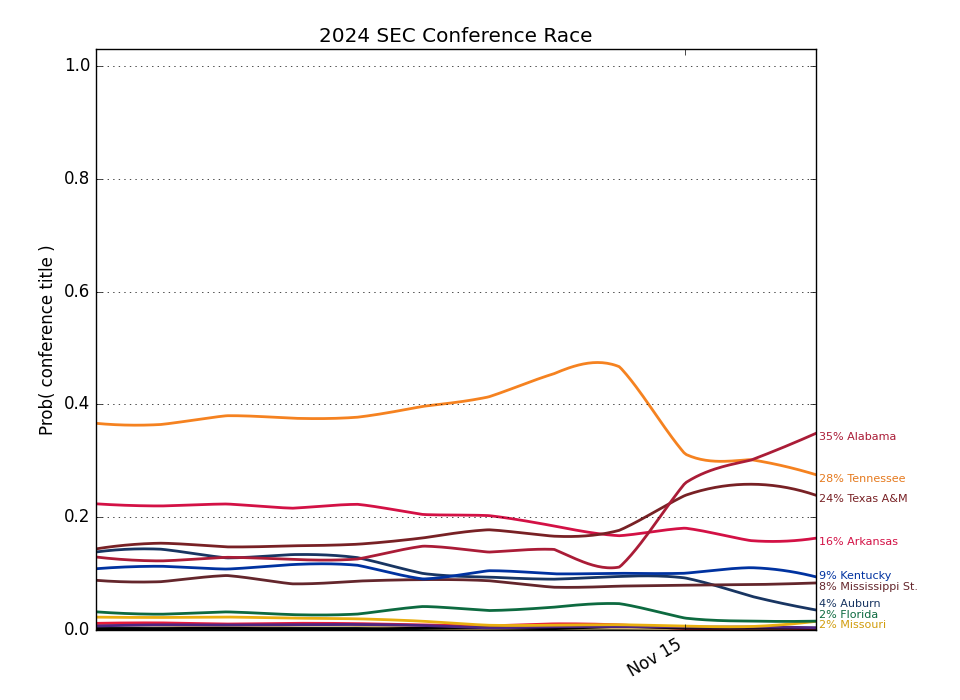 2024 SEC Conference Race
Prob( conference title )
1.0
0.8
0.6
0.4
0.2
0.0
Nov 15
35% Alabama
28% Tennessee
24% Texas A&M
16% Arkansas
9% Kentucky
8% Mississippi St.
4% Auburn
2% Florida
2% Missouri